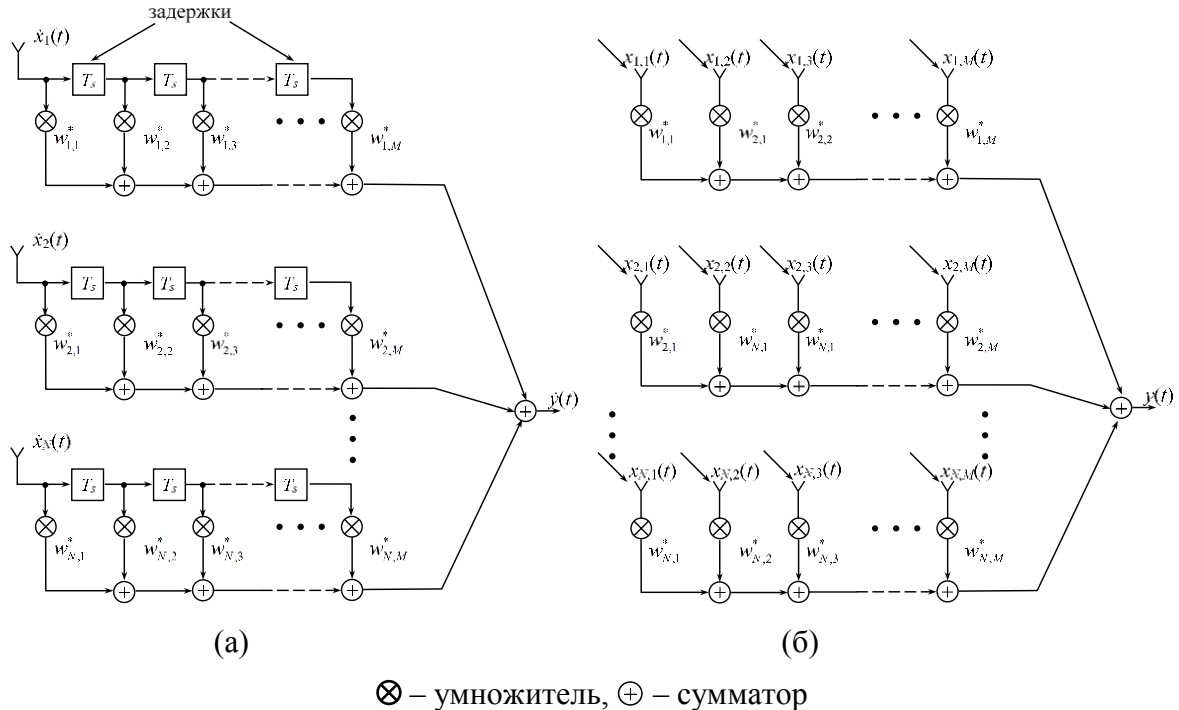 задержки
ẋ₁(t)
x₁,₁(t) x₁,₂(t) x₁,₃(t) x₁,M(t)
Tₛ Tₛ Tₛ
w*₁,₁ w*₁,₂ w*₁,₃ w*₁,M
w*₁,₁ w*₂,₁ w*₂,₂ w*₁,M
ẋ₂(t)
x₂,₁(t) x₂,₂(t) x₂,₃(t) x₂,M(t)
Tₛ Tₛ Tₛ
w*₂,₁ w*₂,₂ w*₂,₃ w*₂,M
w*₂,₁ w*N,₁ w*N,₁ w*₂,M
ẏ(t)
y(t)
ẋN(t)
xN,₁(t) xN,₂(t) xN,₃(t) xN,M(t)
Tₛ Tₛ Tₛ
w*N,₁ w*N,₂ w*N,₃ w*N,M
w*N,₁ w*N,₂ w*N,₃ w*N,M
(а) (б)
⊗ – умножитель, ⊕ – сумматор